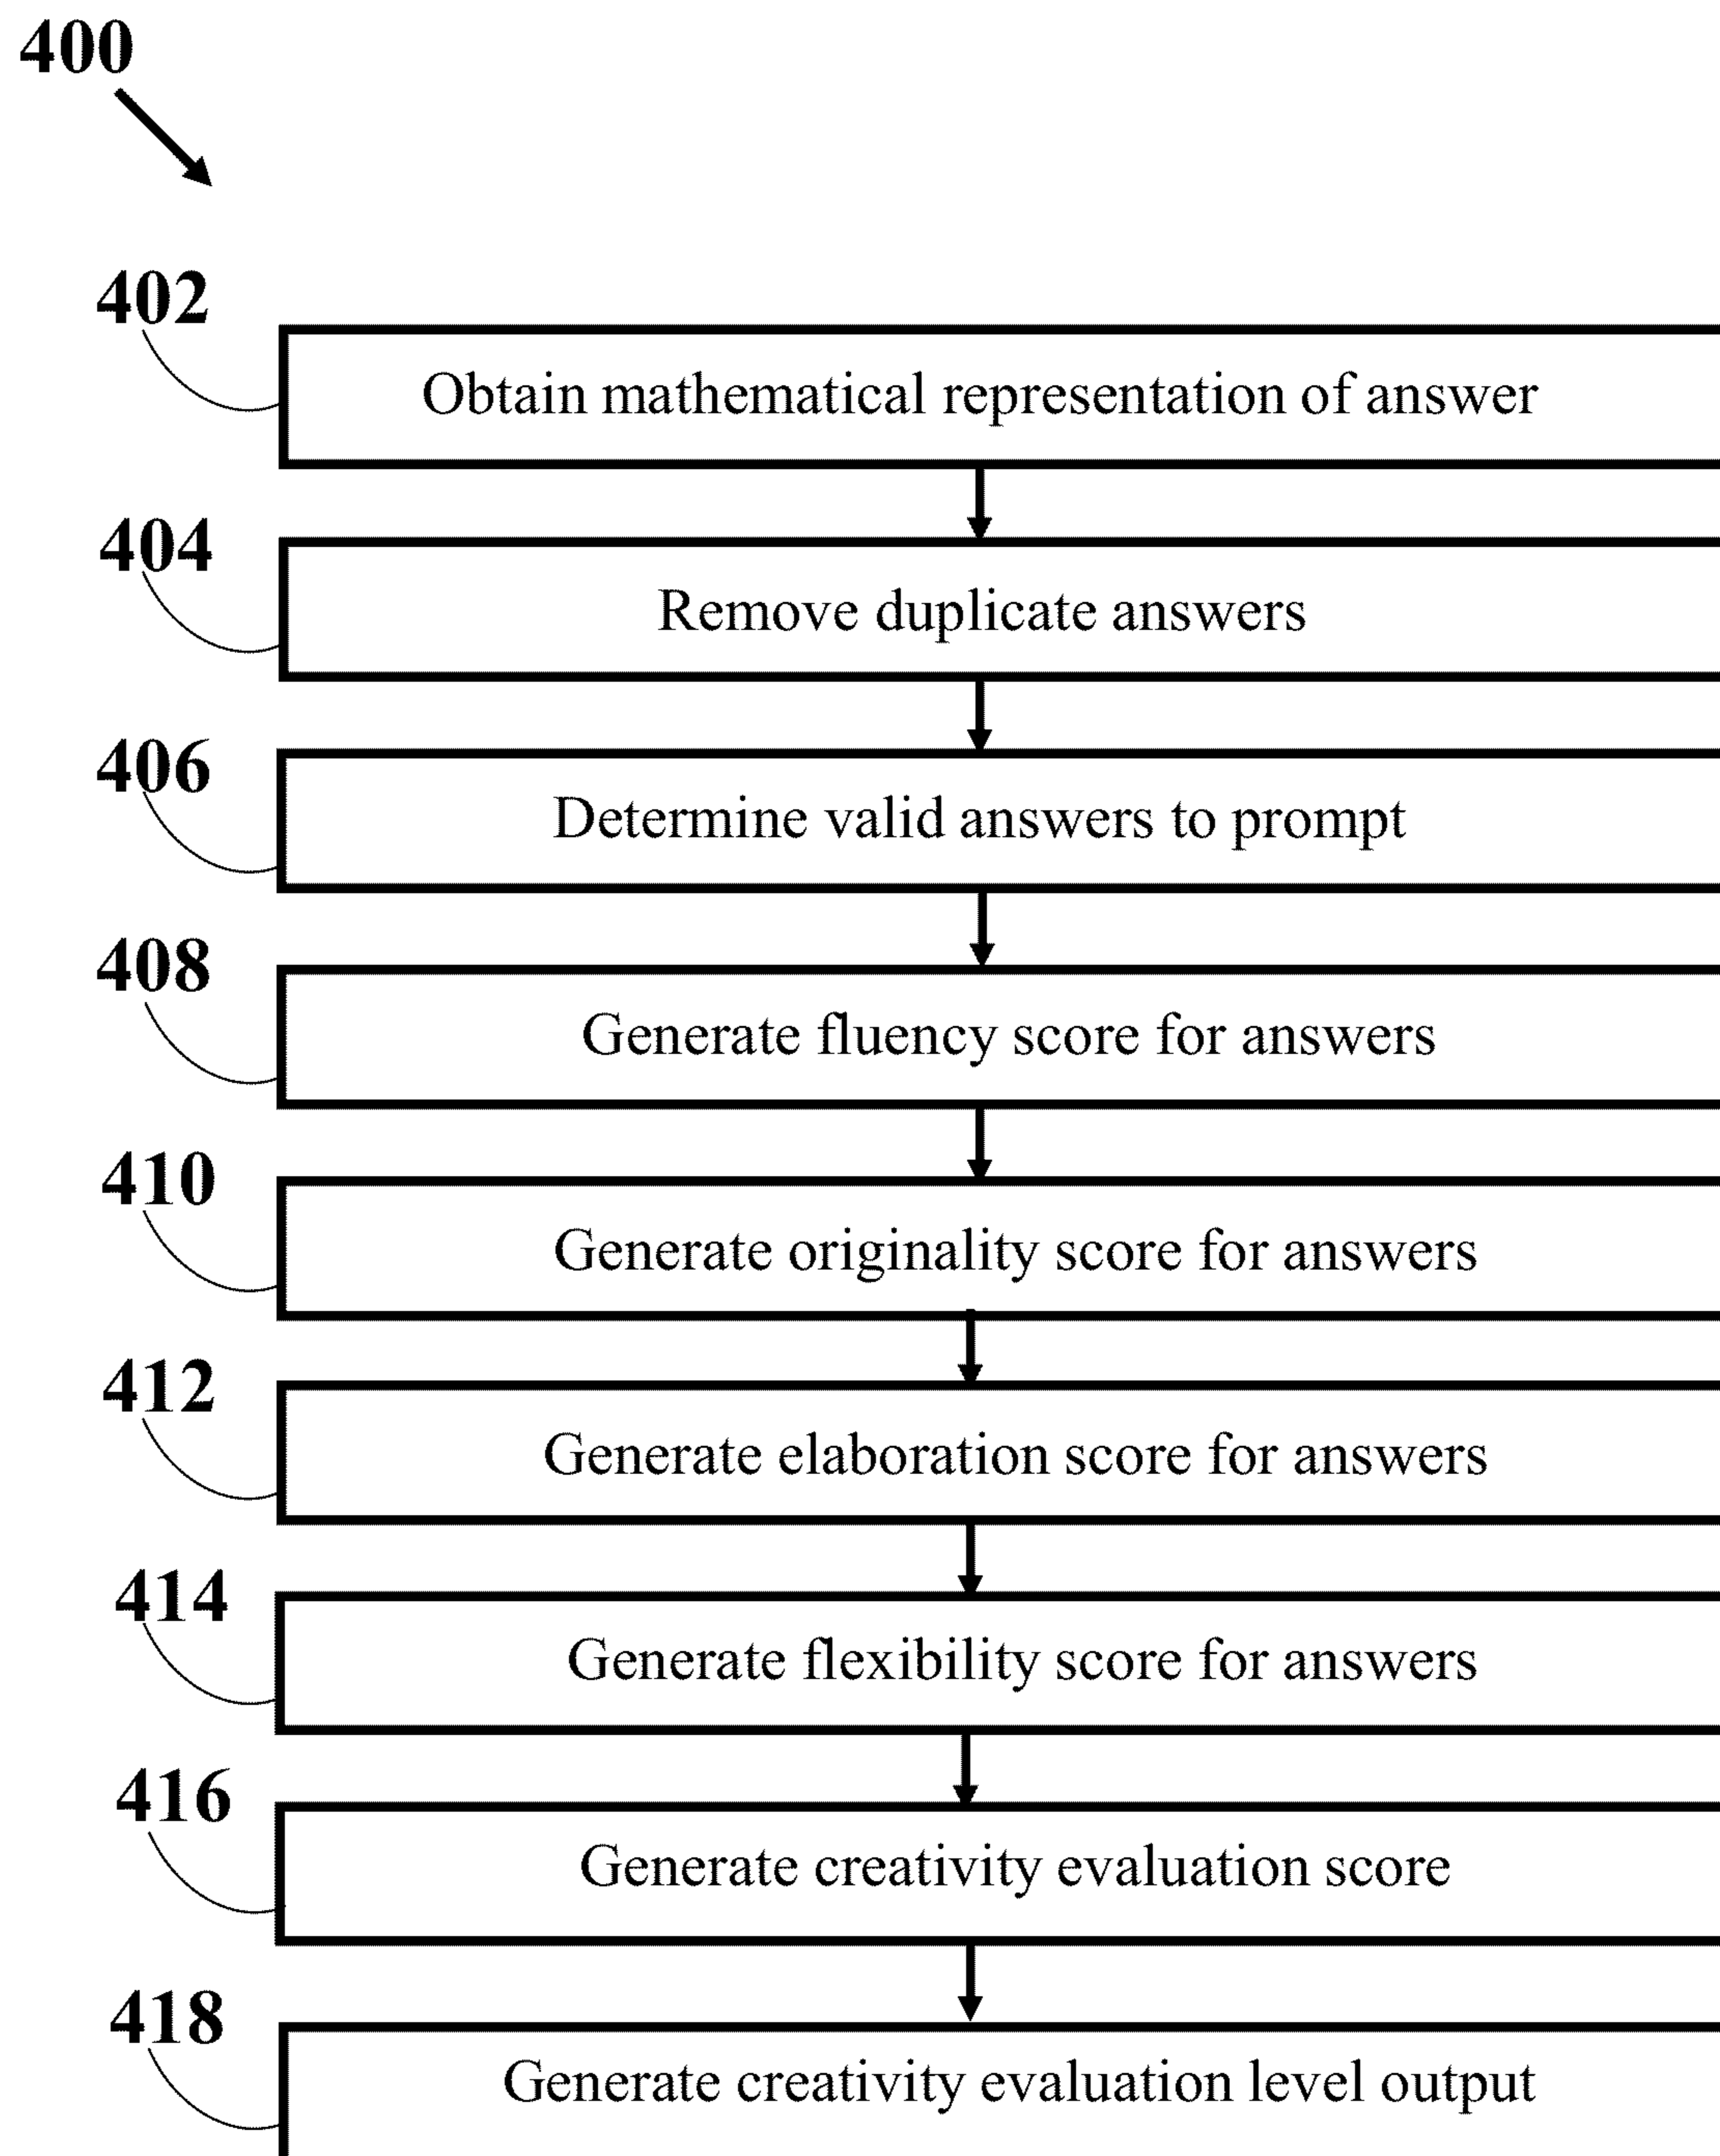 400
402
Obtain mathematical representation of answer
404
Remove duplicate answers
406
Determine valid answers to prompt
408
Generate fluency score for answers
410
Generate originality score for answers
412
Generate elaboration score for answers
414
Generate flexibility score for answers
416
Generate creativity evaluation score
418
Generate creativity evaluation level output